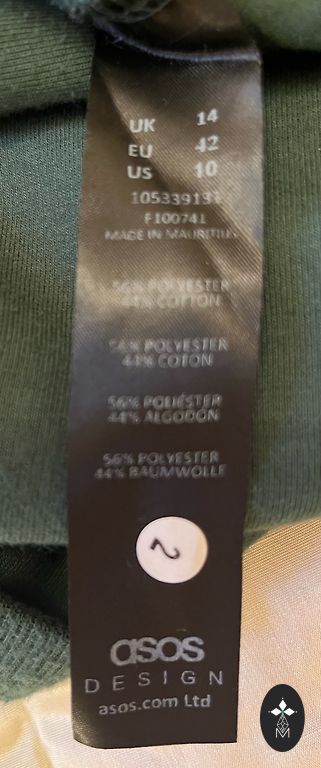 UK 14
EU 42
US 10
F100741
MADE IN MAURITIUS
56% POLYESTER
44% COTTON
56% POLYESTER
44% COTON
56% POLIÉSTER
44% ALGODÓN
56% POLYESTER
44% BAUMWOLLE
2
asos
DESIGN
asos.com Ltd
M